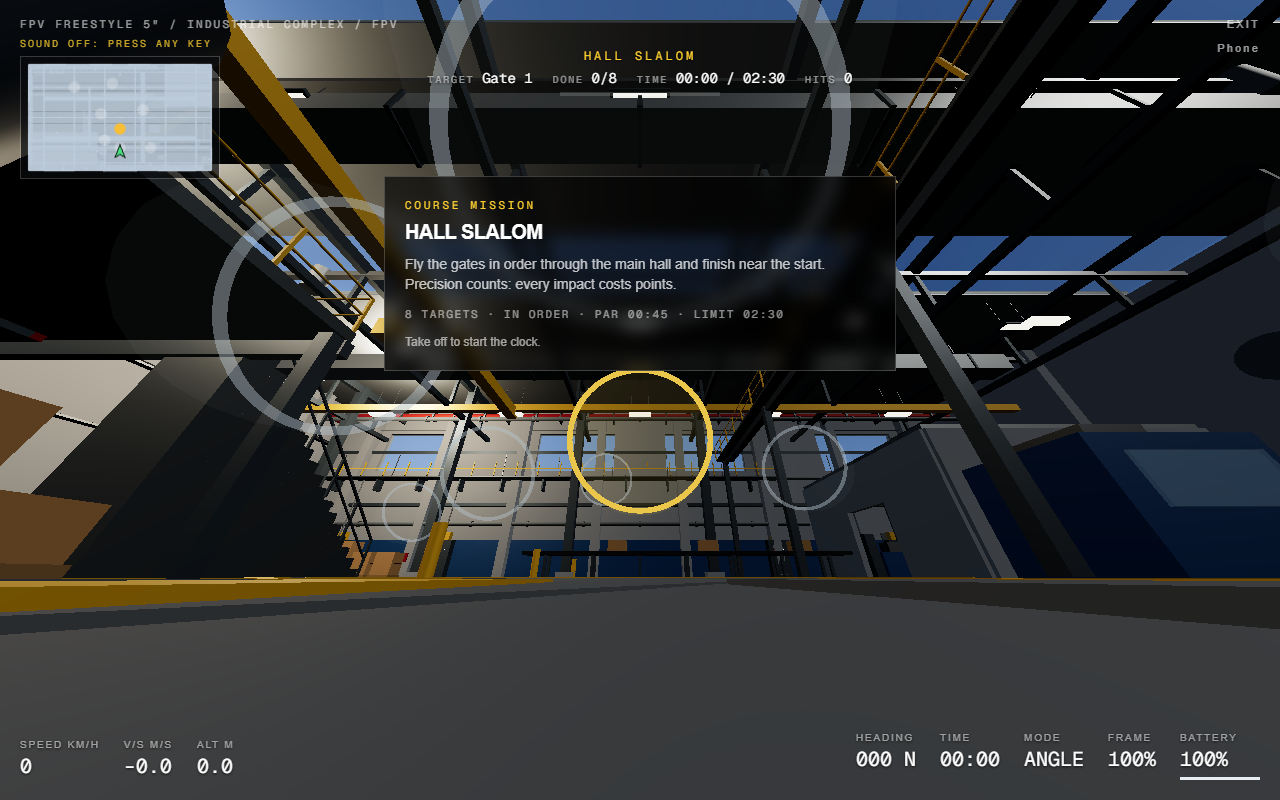 FPV FREESTYLE 5" / INDUSTRIAL COMPLEX / FPV
SOUND OFF: PRESS ANY KEY
HALL SLALOM
TARGET Gate 1 DONE 0/8 TIME 00:00 / 02:30 HITS 0
EXIT
Phone
COURSE MISSION
HALL SLALOM
Fly the gates in order through the main hall and finish near the start.
Precision counts: every impact costs points.
8 TARGETS · IN ORDER · PAR 00:45 · LIMIT 02:30
Take off to start the clock.
SPEED KM/H V/S M/S ALT M
0 -0.0 0.0
HEADING TIME MODE FRAME BATTERY
000 N 00:00 ANGLE 100% 100%